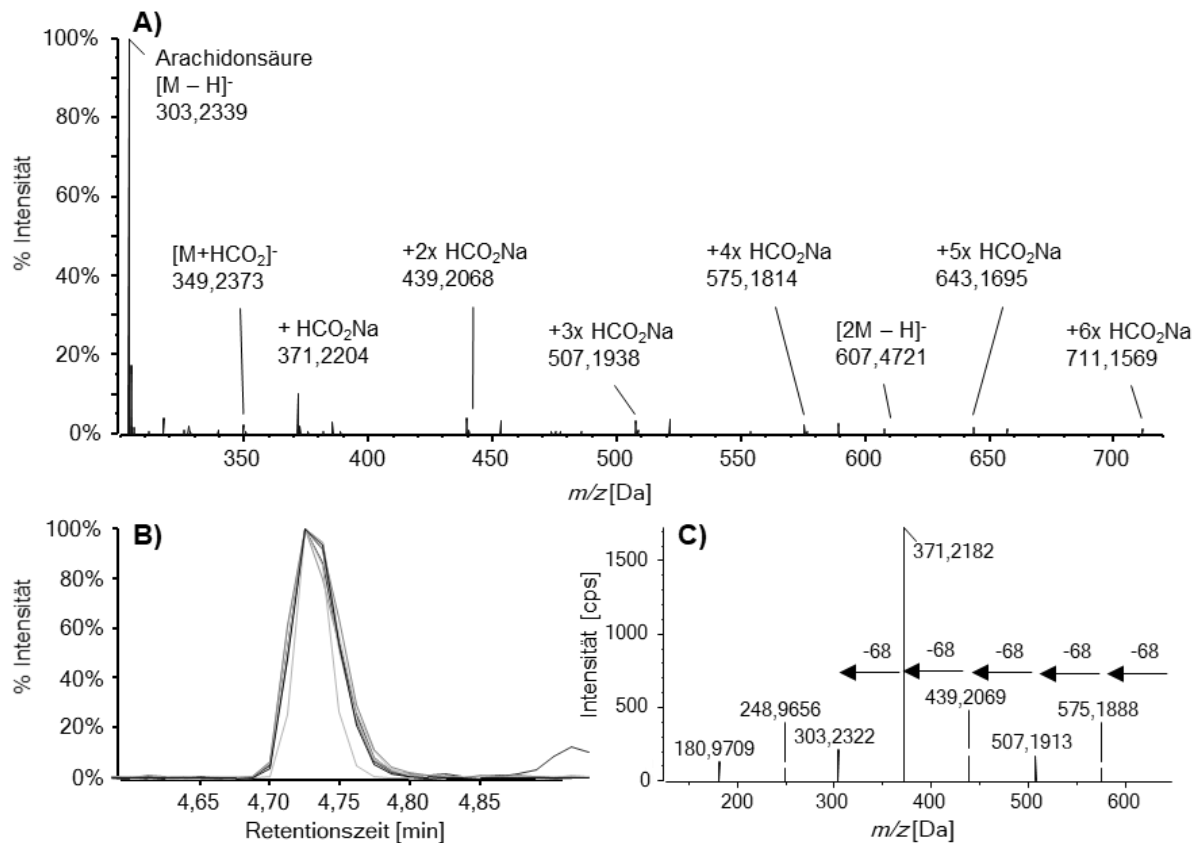 A)
100%
80%
60%
40%
20%
0%
% Intensität
Arachidonsäure
[M – H]⁻
303,2339
[M+HCO₂]⁻
349,2373
+ HCO₂Na
371,2204
+2x HCO₂Na
439,2068
+3x HCO₂Na
507,1938
+4x HCO₂Na
575,1814
[2M – H]⁻
607,4721
+5x HCO₂Na
643,1695
+6x HCO₂Na
711,1569
350 400 450 500 550 600 650 700
m/z [Da]
B)
100%
80%
60%
40%
20%
0%
% Intensität
4,65 4,70 4,75 4,80 4,85
Retentionszeit [min]
C)
1500
1000
500
0
Intensität [cps]
371,2182
-68 -68 -68 -68 -68
180,9709
248,9656
303,2322
439,2069
507,1913
575,1888
200 300 400 500 600
m/z [Da]